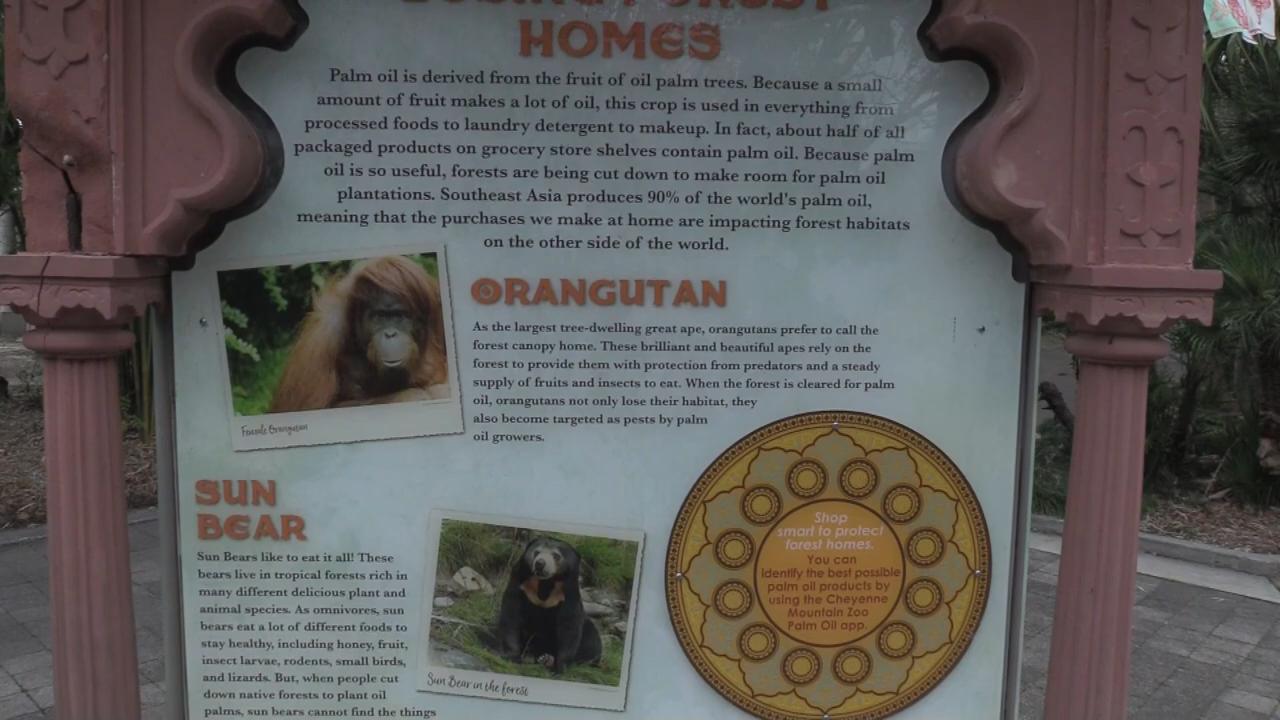 LOSING FOREST
HOMES
Palm oil is derived from the fruit of oil palm trees. Because a small
amount of fruit makes a lot of oil, this crop is used in everything from
processed foods to laundry detergent to makeup. In fact, about half of all
packaged products on grocery store shelves contain palm oil. Because palm
oil is so useful, forests are being cut down to make room for palm oil
plantations. Southeast Asia produces 90% of the world's palm oil,
meaning that the purchases we make at home are impacting forest habitats
on the other side of the world.
ORANGUTAN
As the largest tree-dwelling great ape, orangutans prefer to call the
forest canopy home. These brilliant and beautiful apes rely on the
forest to provide them with protection from predators and a steady
supply of fruits and insects to eat. When the forest is cleared for palm
oil, orangutans not only lose their habitat, they
also become targeted as pests by palm
oil growers.
Female Orangutan
SUN
BEAR
Sun Bears like to eat it all! These
bears live in tropical forests rich in
many different delicious plant and
animal species. As omnivores, sun
bears eat a lot of different foods to
stay healthy, including honey, fruit,
insect larvae, rodents, small birds,
and lizards. But, when people cut
down native forests to plant oil
palms, sun bears cannot find the things
Sun Bear in the forest
Shop
smart to protect
forest homes.
You can
identify the best possible
palm oil products by
using the Cheyenne
Mountain Zoo
Palm Oil app.